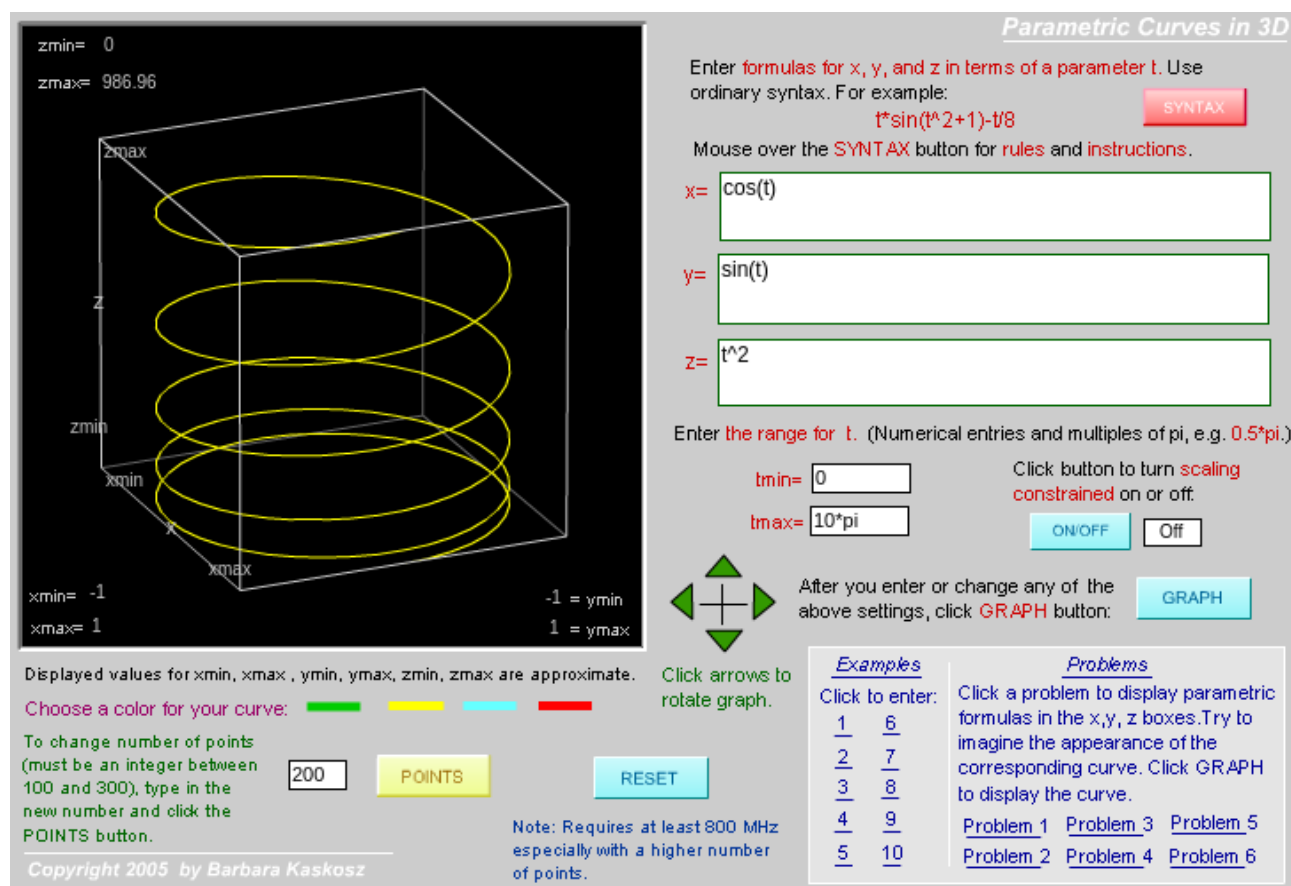 Parametric Curves in 3D
zmin= 0
zmax= 986.96
zmax
z
zmin
xmin
x
xmax
xmin= -1
xmax= 1
-1 = ymin
1 = ymax
Enter formulas for x, y, and z in terms of a parameter t. Use
ordinary syntax. For example:
t*sin(t^2+1)-t/8
SYNTAX
Mouse over the SYNTAX button for rules and instructions.
x= cos(t)
y= sin(t)
z= t^2
Enter the range for t. (Numerical entries and multiples of pi, e.g. 0.5*pi.)
tmin= 0
tmax= 10*pi
Click button to turn scaling
constrained on or off:
ON/OFF Off
After you enter or change any of the
above settings, click GRAPH button:
GRAPH
Click arrows to
rotate graph.
Displayed values for xmin, xmax , ymin, ymax, zmin, zmax are approximate.
Choose a color for your curve:
To change number of points
(must be an integer between
100 and 300), type in the
new number and click the
POINTS button.
200
POINTS
RESET
Note: Requires at least 800 MHz
especially with a higher number
of points.
Copyright 2005 by Barbara Kaskosz
Examples
Click to enter:
1 6
2 7
3 8
4 9
5 10
Problems
Click a problem to display parametric
formulas in the x,y, z boxes.Try to
imagine the appearance of the
corresponding curve. Click GRAPH
to display the curve.
Problem 1 Problem 3 Problem 5
Problem 2 Problem 4 Problem 6